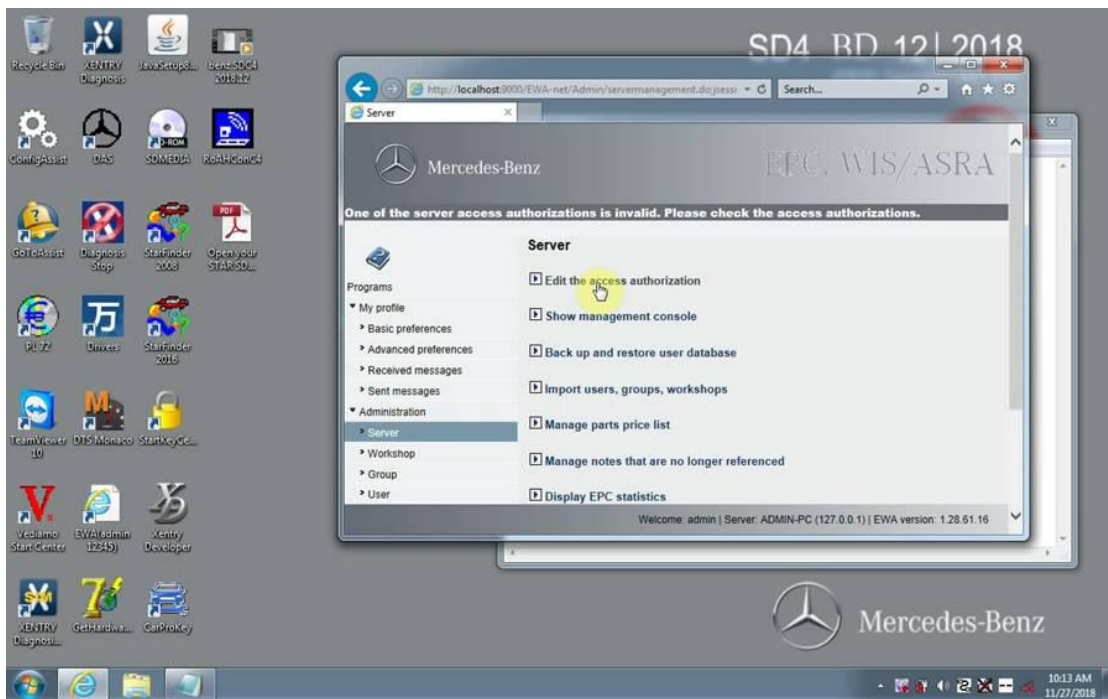 SD4 BD 12| 2018
Recycle Bin
XENTRY
Diagnosis
JavaSetup8...
benz SDC4
2018.12
ConfigAssist
DAS
SDMEDIA
RoAHConC4
GoToAssist
Diagnosis
Stop
StarFinder
2008
Open your
STAR SD...
PL 72
Drivers
StarFinder
2016
TeamViewer
10
DTS Monaco
StartKeyGe...
Vediamo
Start Center
EWA(admin
12345)
Xentry
Developer
XENTRY
Diagnosi...
GetHardwa...
CarProKey
http://localhost:9000/EWA-net/Admin/servermanagement.do;jsessi
Search...
Server
Mercedes-Benz
EPC, WIS/ASRA
One of the server access authorizations is invalid. Please check the access authorizations.
Programs
My profile
Basic preferences
Advanced preferences
Received messages
Sent messages
Administration
Server
Workshop
Group
User
Server
Edit the access authorization
Show management console
Back up and restore user database
Import users, groups, workshops
Manage parts price list
Manage notes that are no longer referenced
Display EPC statistics
Welcome: admin | Server: ADMIN-PC (127.0.0.1) | EWA version: 1.28.61.16
Mercedes-Benz
10:13 AM
11/27/2018